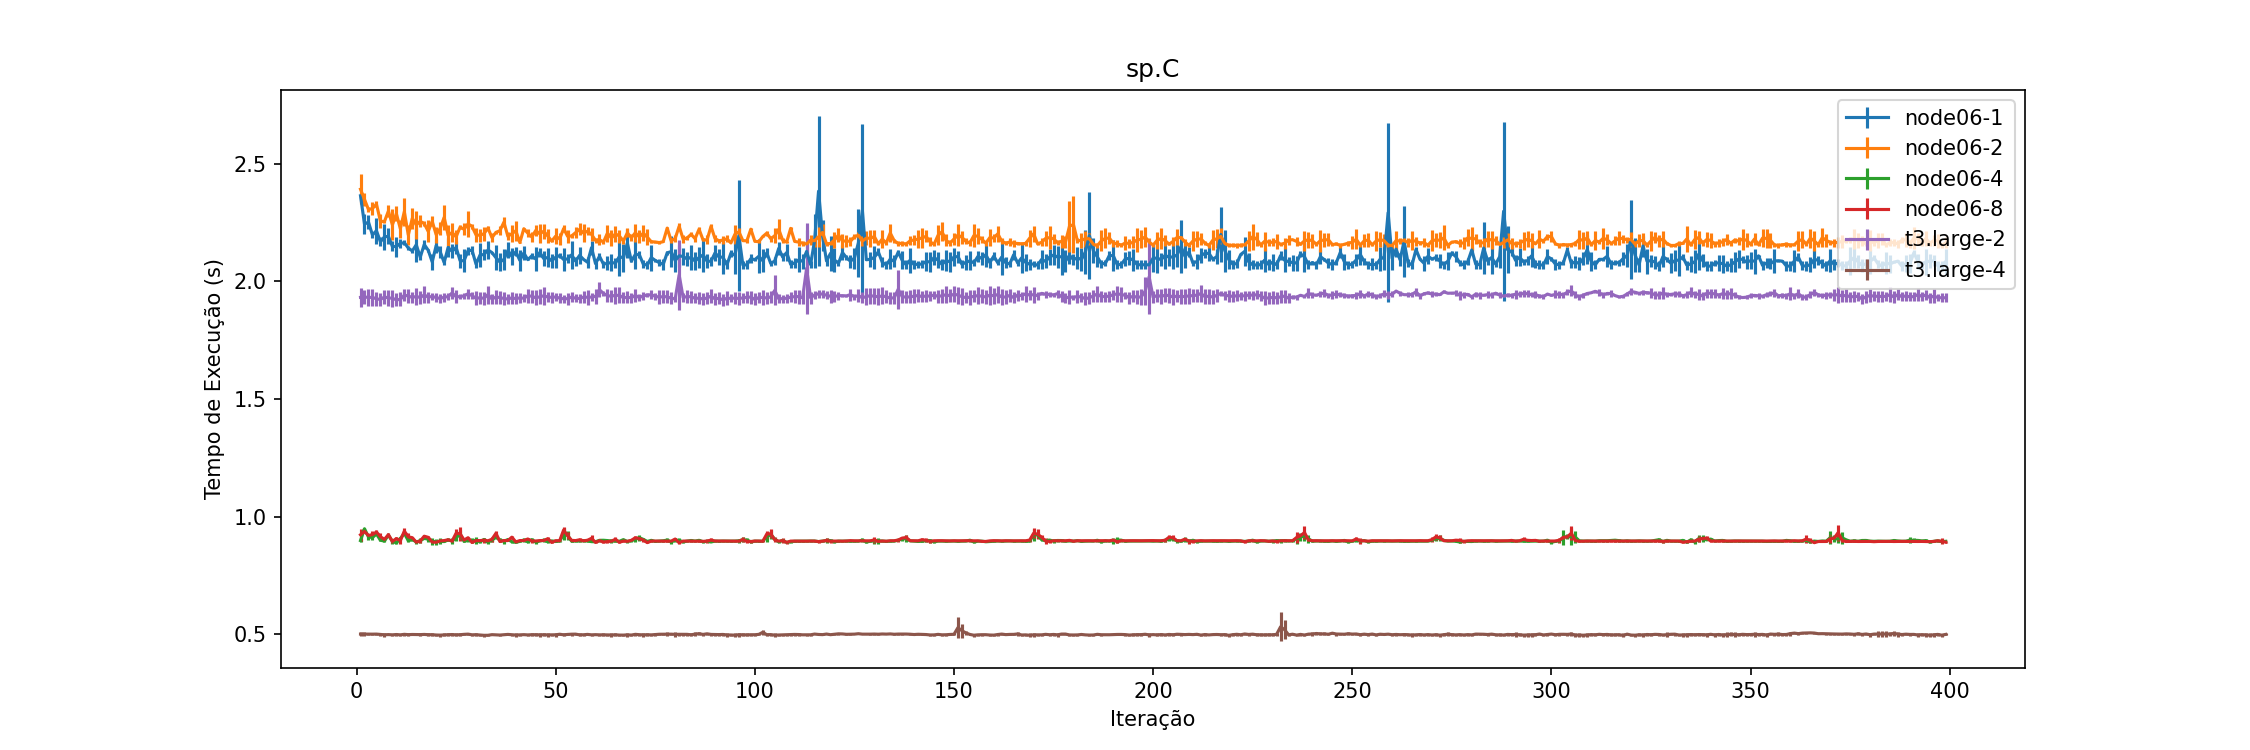 sp.C
Tempo de Execução (s)
2.5
2.0
1.5
1.0
0.5
node06-1
node06-2
node06-4
node06-8
t3.large-2
t3.large-4
0 50 100 150 200 250 300 350 400
Iteração